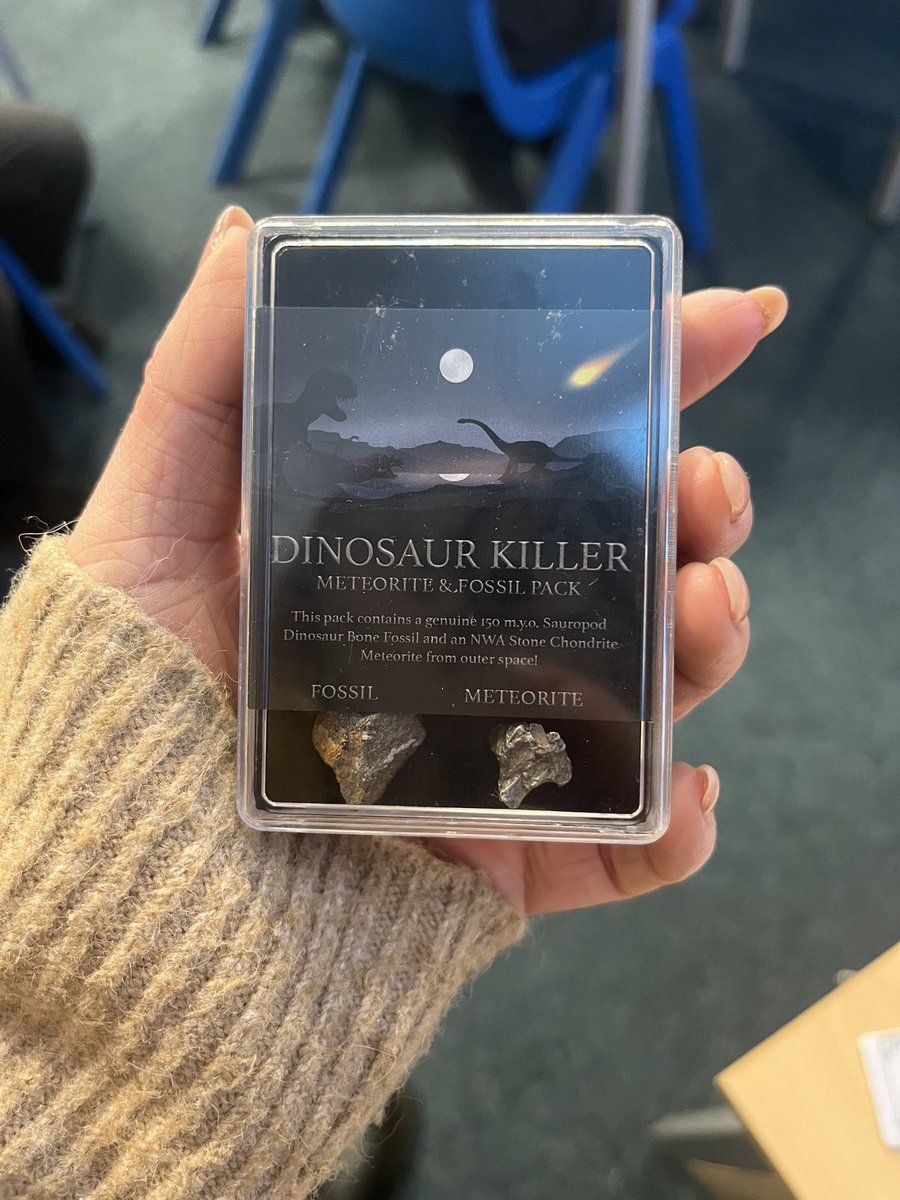 DINOSAUR KILLER
METEORITE & FOSSIL PACK
This pack contains a genuine 150 m.y.o. Sauropod
Dinosaur Bone Fossil and an NWA Stone Chondrite
Meteorite from outer space!
FOSSIL METEORITE